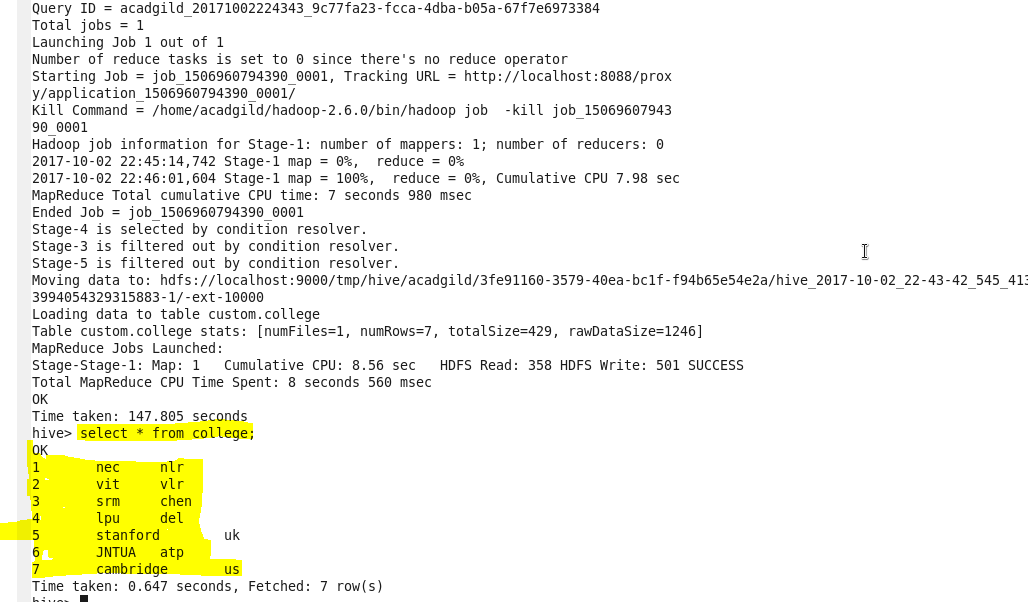 Query ID = acadgild_20171002224343_9c77fa23-fcca-4dba-b05a-67f7e6973384
Total jobs = 1
Launching Job 1 out of 1
Number of reduce tasks is set to 0 since there's no reduce operator
Starting Job = job_1506960794390_0001, Tracking URL = http://localhost:8088/prox
y/application_1506960794390_0001/
Kill Command = /home/acadgild/hadoop-2.6.0/bin/hadoop job  -kill job_15069607943
90_0001
Hadoop job information for Stage-1: number of mappers: 1; number of reducers: 0
2017-10-02 22:45:14,742 Stage-1 map = 0%,  reduce = 0%
2017-10-02 22:46:01,604 Stage-1 map = 100%,  reduce = 0%, Cumulative CPU 7.98 sec
MapReduce Total cumulative CPU time: 7 seconds 980 msec
Ended Job = job_1506960794390_0001
Stage-4 is selected by condition resolver.
Stage-3 is filtered out by condition resolver.
Stage-5 is filtered out by condition resolver.
Moving data to: hdfs://localhost:9000/tmp/hive/acadgild/3fe91160-3579-40ea-bc1f-f94b65e54e2a/hive_2017-10-02_22-43-42_545_413
3994054329315883-1/-ext-10000
Loading data to table custom.college
Table custom.college stats: [numFiles=1, numRows=7, totalSize=429, rawDataSize=1246]
MapReduce Jobs Launched:
Stage-Stage-1: Map: 1   Cumulative CPU: 8.56 sec   HDFS Read: 358 HDFS Write: 501 SUCCESS
Total MapReduce CPU Time Spent: 8 seconds 560 msec
OK
Time taken: 147.805 seconds
hive> select * from college;
OK
1       nec     nlr
2       vit     vlr
3       srm     chen
4       lpu     del
5       stanford        uk
6       JNTUA   atp
7       cambridge       us
Time taken: 0.647 seconds, Fetched: 7 row(s)
hive>